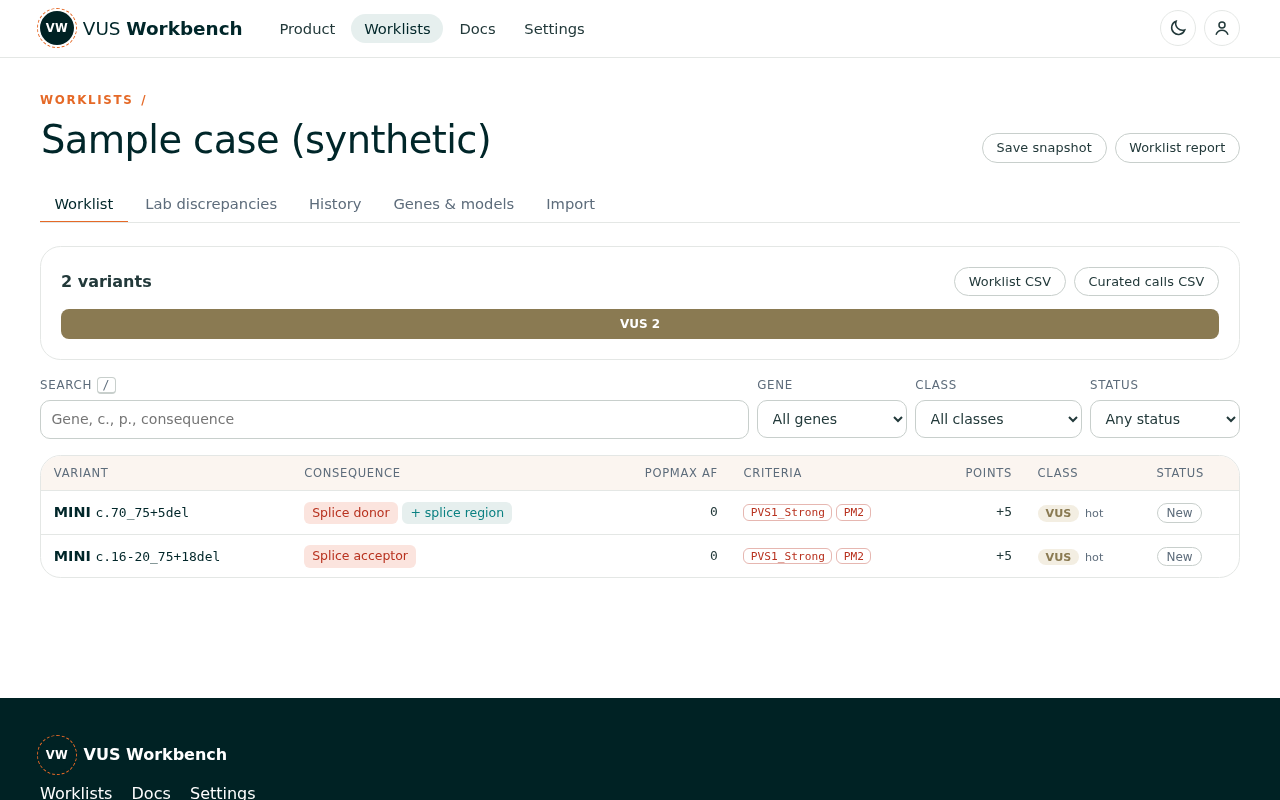 VW VUS Workbench Product Worklists Docs Settings
WORKLISTS /
Sample case (synthetic)
Save snapshot Worklist report
Worklist Lab discrepancies History Genes & models Import
2 variants Worklist CSV Curated calls CSV
VUS 2
SEARCH / GENE CLASS STATUS
Gene, c., p., consequence All genes All classes Any status
VARIANT CONSEQUENCE POPMAX AF CRITERIA POINTS CLASS STATUS
MINI c.70_75+5del Splice donor + splice region 0 PVS1_Strong PM2 +5 VUS hot New
MINI c.16-20_75+18del Splice acceptor 0 PVS1_Strong PM2 +5 VUS hot New
VW VUS Workbench
Worklists Docs Settings